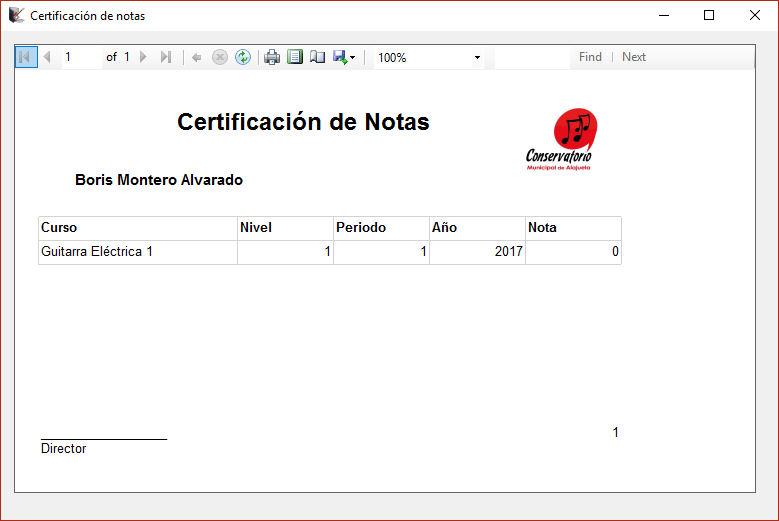 Certificación de notas
1 of 1 100% Find Next
Certificación de Notas
Conservatorio
Municipal de Alajuela
Boris Montero Alvarado
Curso Nivel Periodo Año Nota
Guitarra Eléctrica 1 1 1 2017 0
1
Director